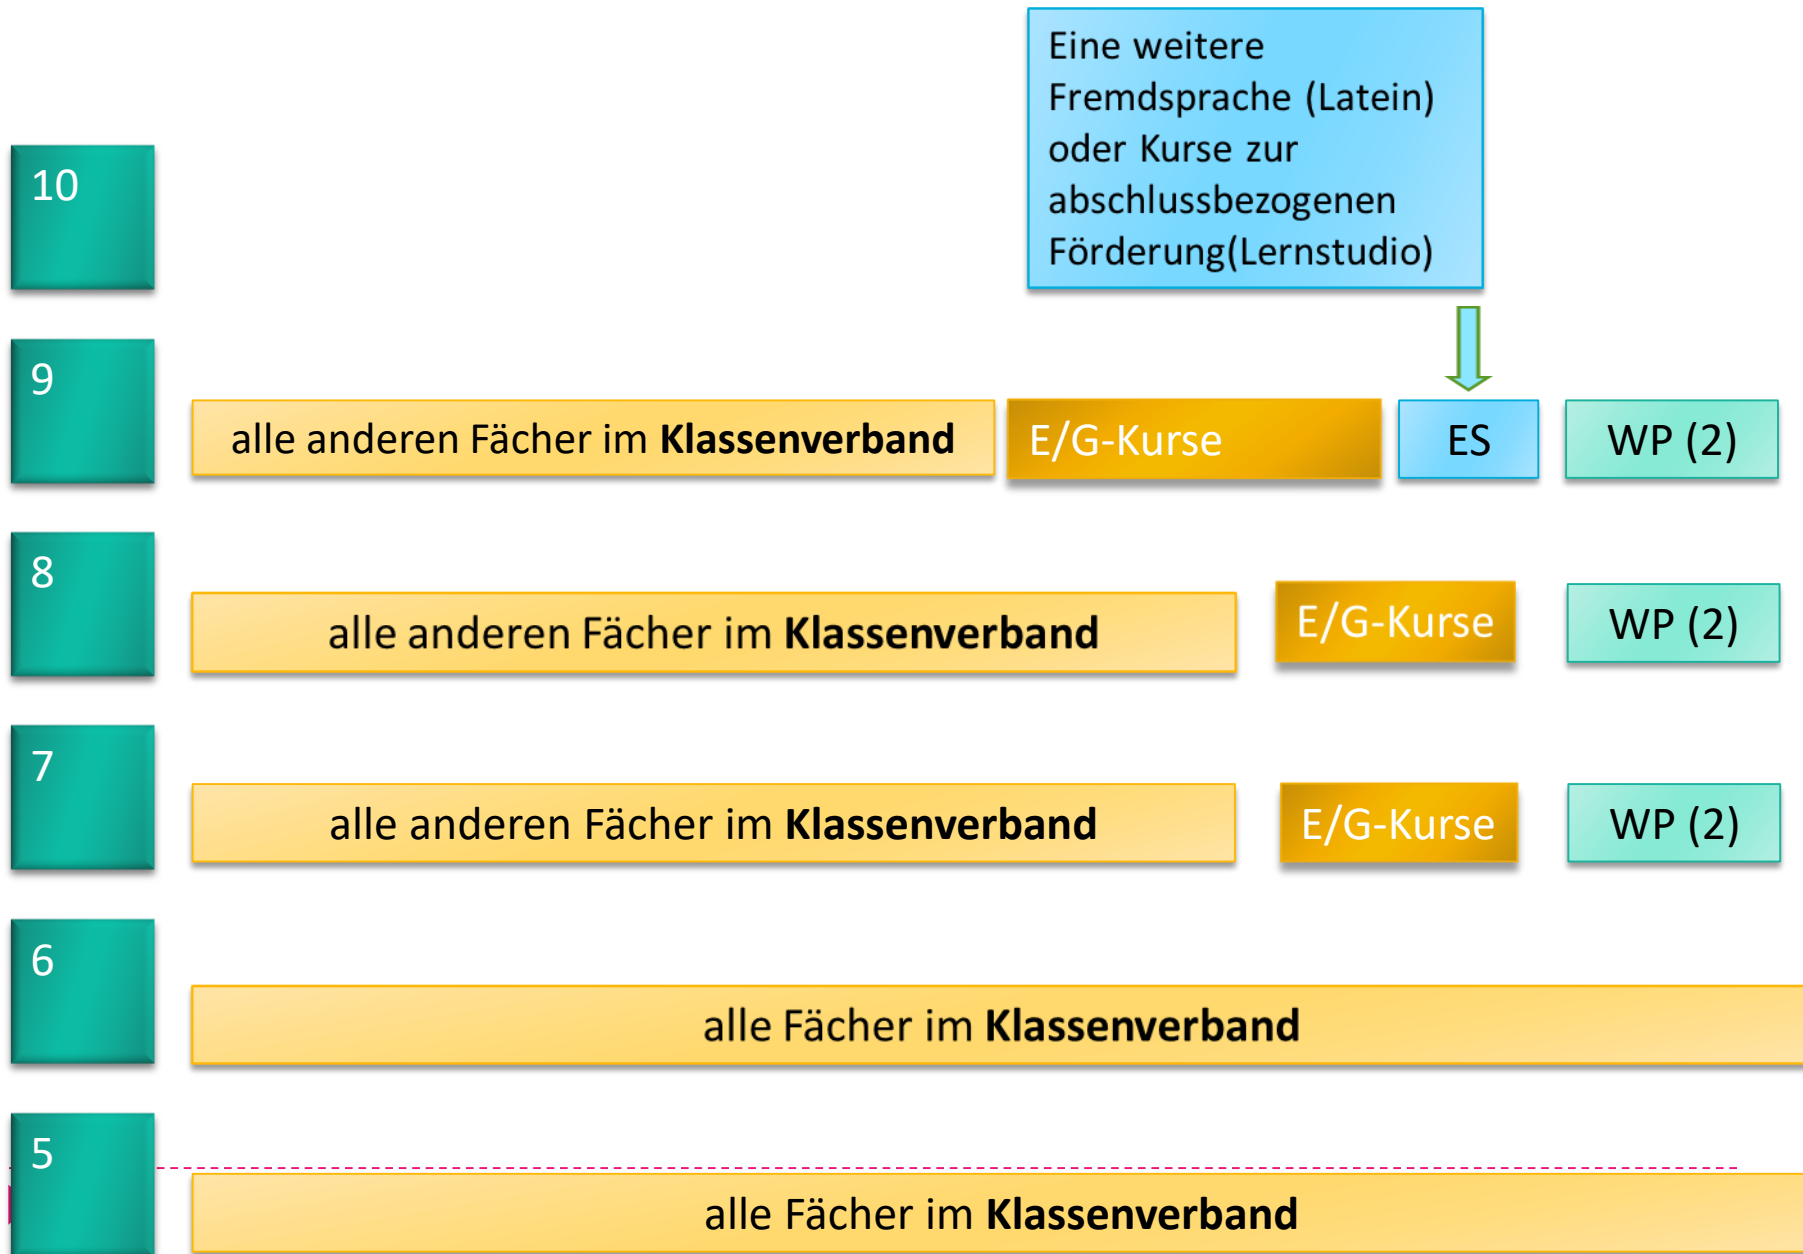 Eine weitere
Fremdsprache (Latein)
oder Kurse zur
abschlussbezogenen
Förderung(Lernstudio)
10
9
alle anderen Fächer im Klassenverband
E/G-Kurse
ES
WP (2)
8
alle anderen Fächer im Klassenverband
E/G-Kurse
WP (2)
7
alle anderen Fächer im Klassenverband
E/G-Kurse
WP (2)
6
alle Fächer im Klassenverband
5
alle Fächer im Klassenverband